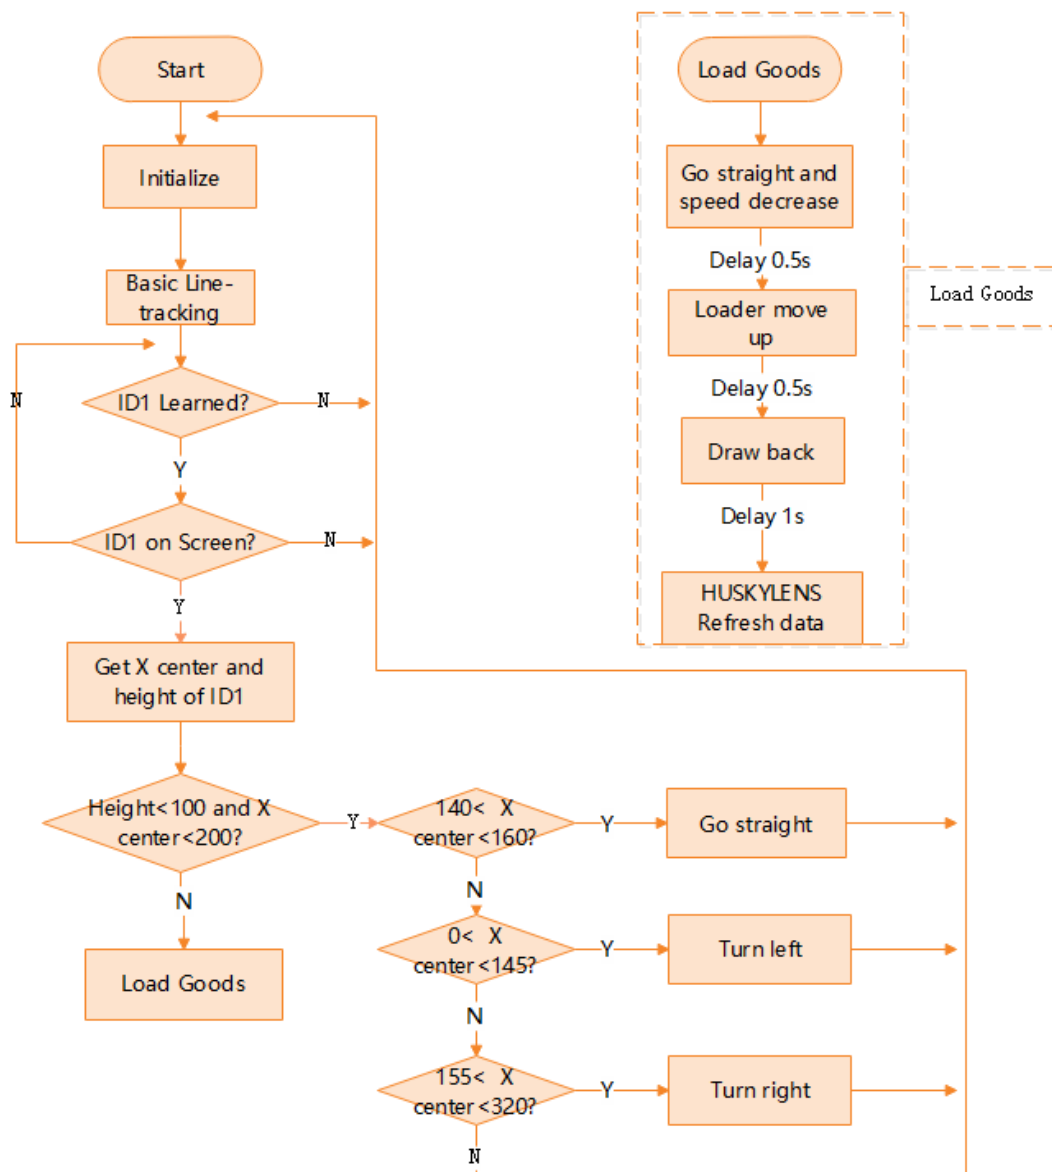 Start
Initialize
Basic Line-
tracking
N
ID1 Learned?
N
Y
ID1 on Screen?
N
Y
Get X center and
height of ID1
Height<100 and X
center<200?
Y
N
Load Goods
140< X
center<160?
Y
Go straight
N
0< X
center<145?
Y
Turn left
N
155< X
center<320?
Y
Turn right
N
Load Goods
Go straight and
speed decrease
Delay 0.5s
Loader move
up
Delay 0.5s
Draw back
Delay 1s
HUSKYLENS
Refresh data
Load Goods